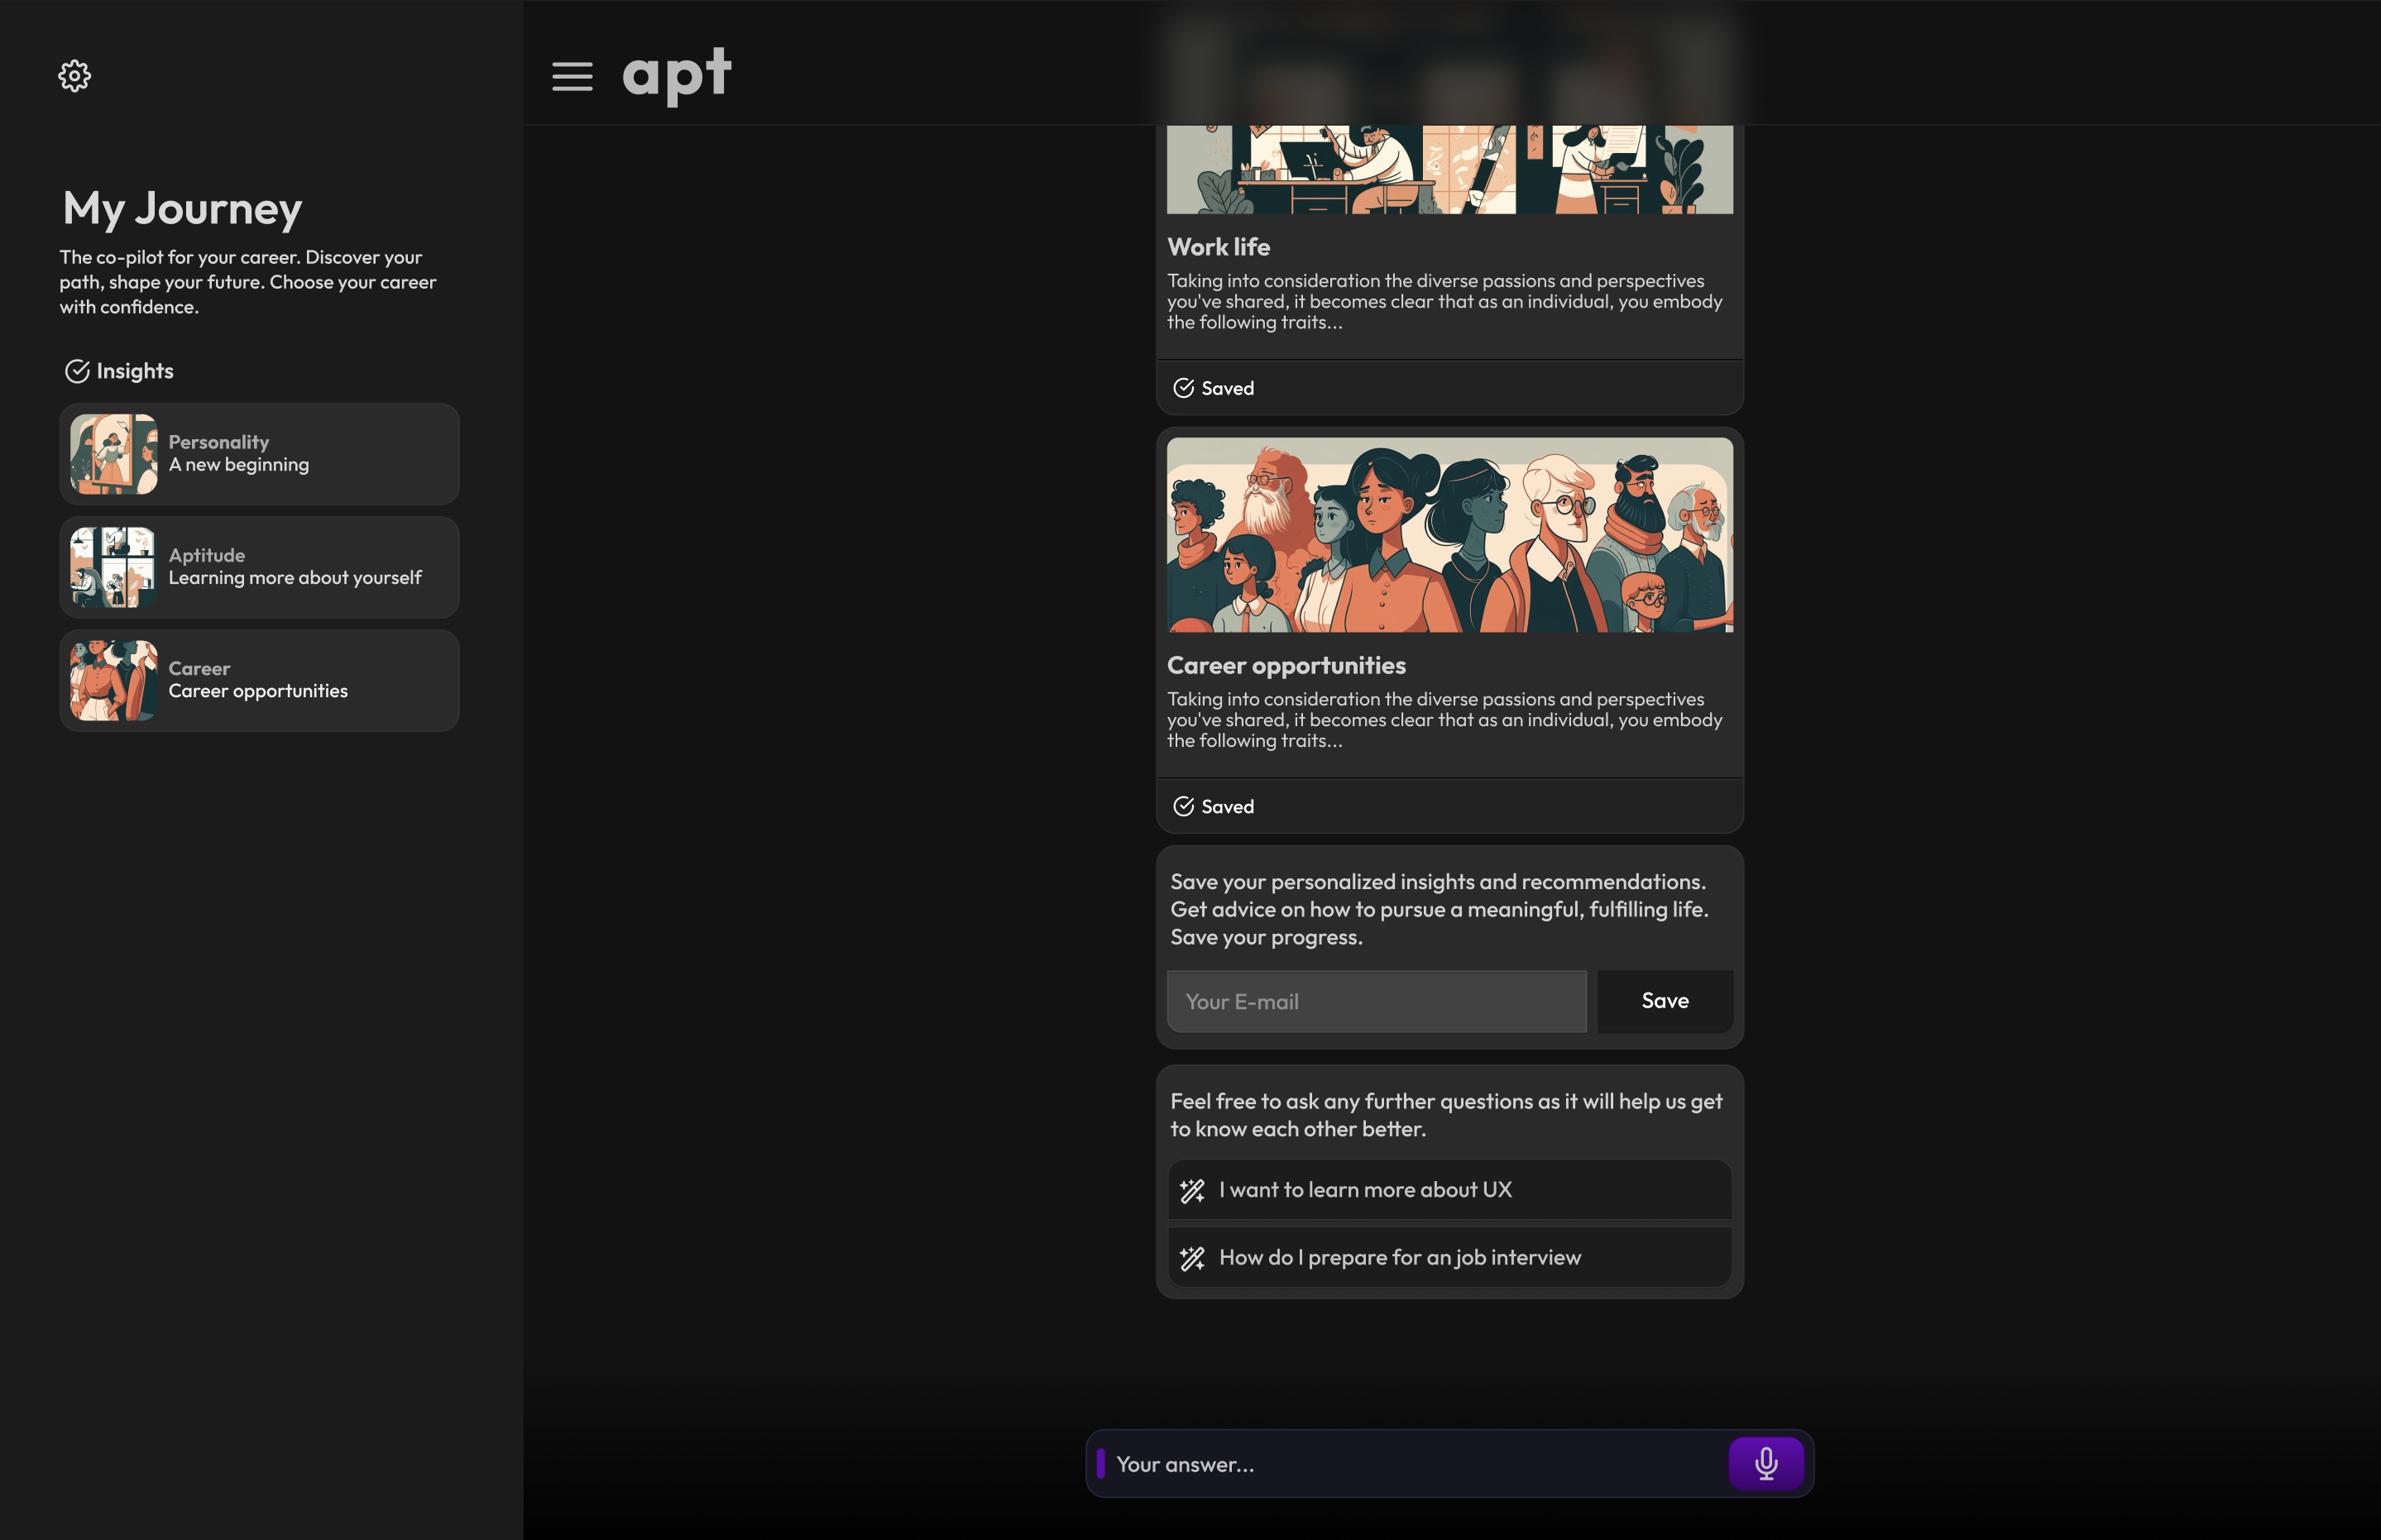 apt
My Journey
The co-pilot for your career. Discover your
path, shape your future. Choose your career
with confidence.
Insights
Personality
A new beginning
Aptitude
Learning more about yourself
Career
Career opportunities
Work life
Taking into consideration the diverse passions and perspectives
you've shared, it becomes clear that as an individual, you embody
the following traits...
Saved
Career opportunities
Taking into consideration the diverse passions and perspectives
you've shared, it becomes clear that as an individual, you embody
the following traits...
Saved
Save your personalized insights and recommendations.
Get advice on how to pursue a meaningful, fulfilling life.
Save your progress.
Your E-mail
Save
Feel free to ask any further questions as it will help us get
to know each other better.
I want to learn more about UX
How do I prepare for an job interview
Your answer...